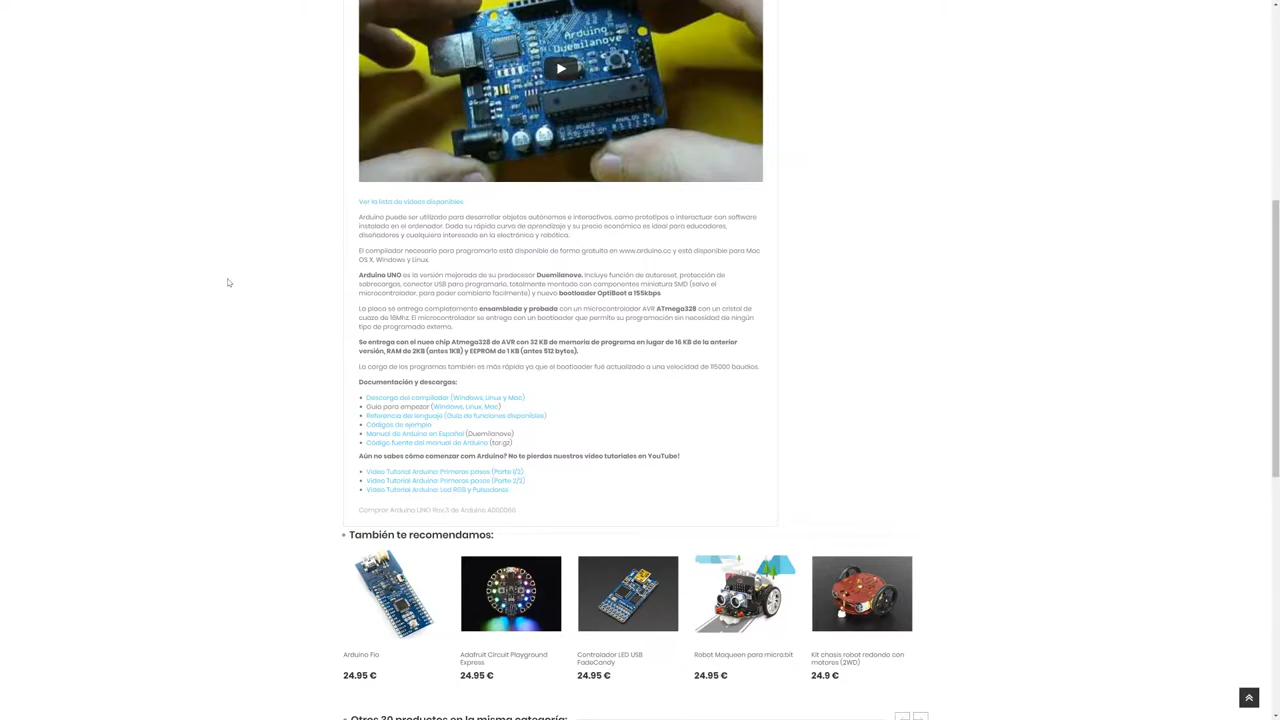 Arduino
Duemilanove
POWER
ANALOG IN
Ver la lista de videos disponibles
Arduino puede ser utilizado para desarrollar objetos autónomos e interactivos, como prototipos o interactuar con software
instalado en el ordenador. Dada su rápida curva de aprendizaje y su precio económico es ideal para educadores,
diseñadores y cualquiera interesado en la electrónica y robótica.
El compilador necesario para programarlo está disponible de forma gratuita en www.arduino.cc y está disponible para Mac
OS X, Windows y Linux.
Arduino UNO es la versión mejorada de su predecesor Duemilanove. Incluye función de autoreset, protección de
sobrecargas, conector USB para programarlo, totalmente montado con componentes miniatura SMD (salvo el
microcontrolador, para poder cambiarlo facilmente) y nuevo bootloader OptiBoot a 155kbps.
La placa se entrega completamente ensamblada y probada con un microcontrolador AVR ATmega328 con un cristal de
cuarzo de 16Mhz. El microcontrolador se entrega con un bootloader que permite su programación sin necesidad de ningún
tipo de programado externo.
Se entrega con el nueo chip Atmega328 de AVR con 32 KB de memoria de programa en lugar de 16 KB de la anterior
versión, RAM de 2KB (antes 1KB) y EEPROM de 1 KB (antes 512 bytes).
La carga de los programas también es más rápida ya que el bootloader fué actualizado a una velocidad de 115000 baudios.
Documentación y descargas:
Descarga del compilador (Windows, Linux y Mac)
Guia para empezar (Windows, Linux, Mac)
Referencia del lenguaje (Guia de funciones disponibles)
Códigos de ejemplo
Manual de Arduino en Español (Duemilanove)
Código fuente del manual de Arduino (tar.gz)
Aún no sabes cómo comenzar com Arduino? No te pierdas nuestros video tutoriales en YouTube!
Video Tutorial Arduino: Primeros pasos (Parte 1/2)
Video Tutorial Arduino: Primeros pasos (Parte 2/2)
Video Tutorial Arduino: Led RGB y Pulsadores
Comprar Arduino UNO Rev.3 de Arduino A000066
También te recomendamos:
Arduino Fio
24.95 €
Adafruit Circuit Playground
Express
24.95 €
Controlador LED USB
FadeCandy
24.95 €
Robot Maqueen para micro:bit
24.95 €
Kit chasis robot redondo con
motores (2WD)
24.9 €
Otros 30 productos en la misma categoría: